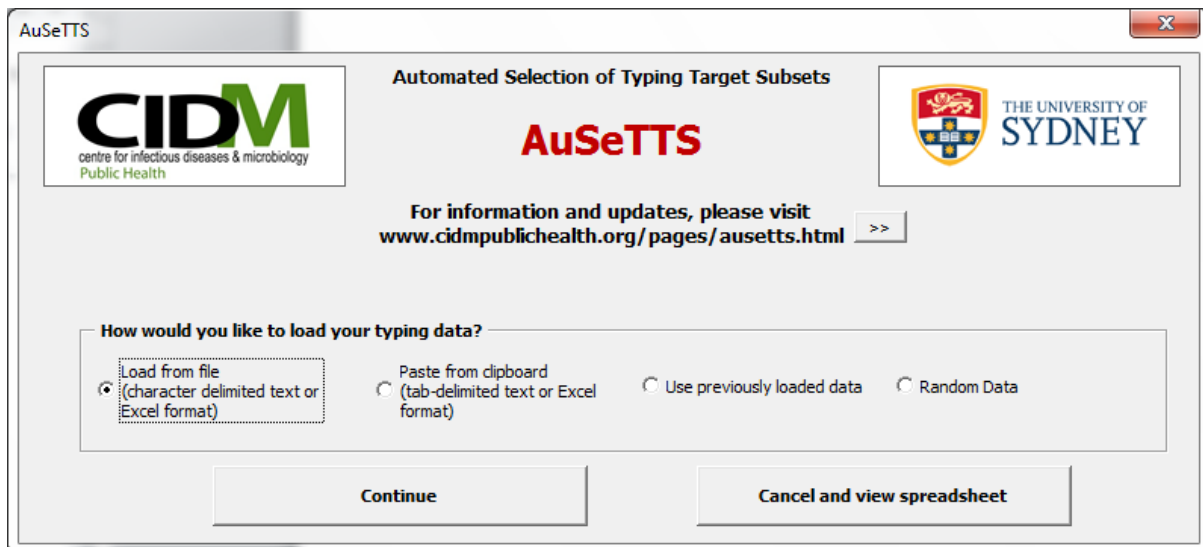 AuSeTTS
X
CIDM
centre for infectious diseases & microbiology
Public Health
Automated Selection of Typing Target Subsets
AuSeTTS
THE UNIVERSITY OF
SYDNEY
For information and updates, please visit
www.cidmpublichealth.org/pages/ausetts.html
>>
How would you like to load your typing data?
Load from file
(character delimited text or
Excel format)
Paste from clipboard
(tab-delimited text or Excel
format)
Use previously loaded data
Random Data
Continue
Cancel and view spreadsheet